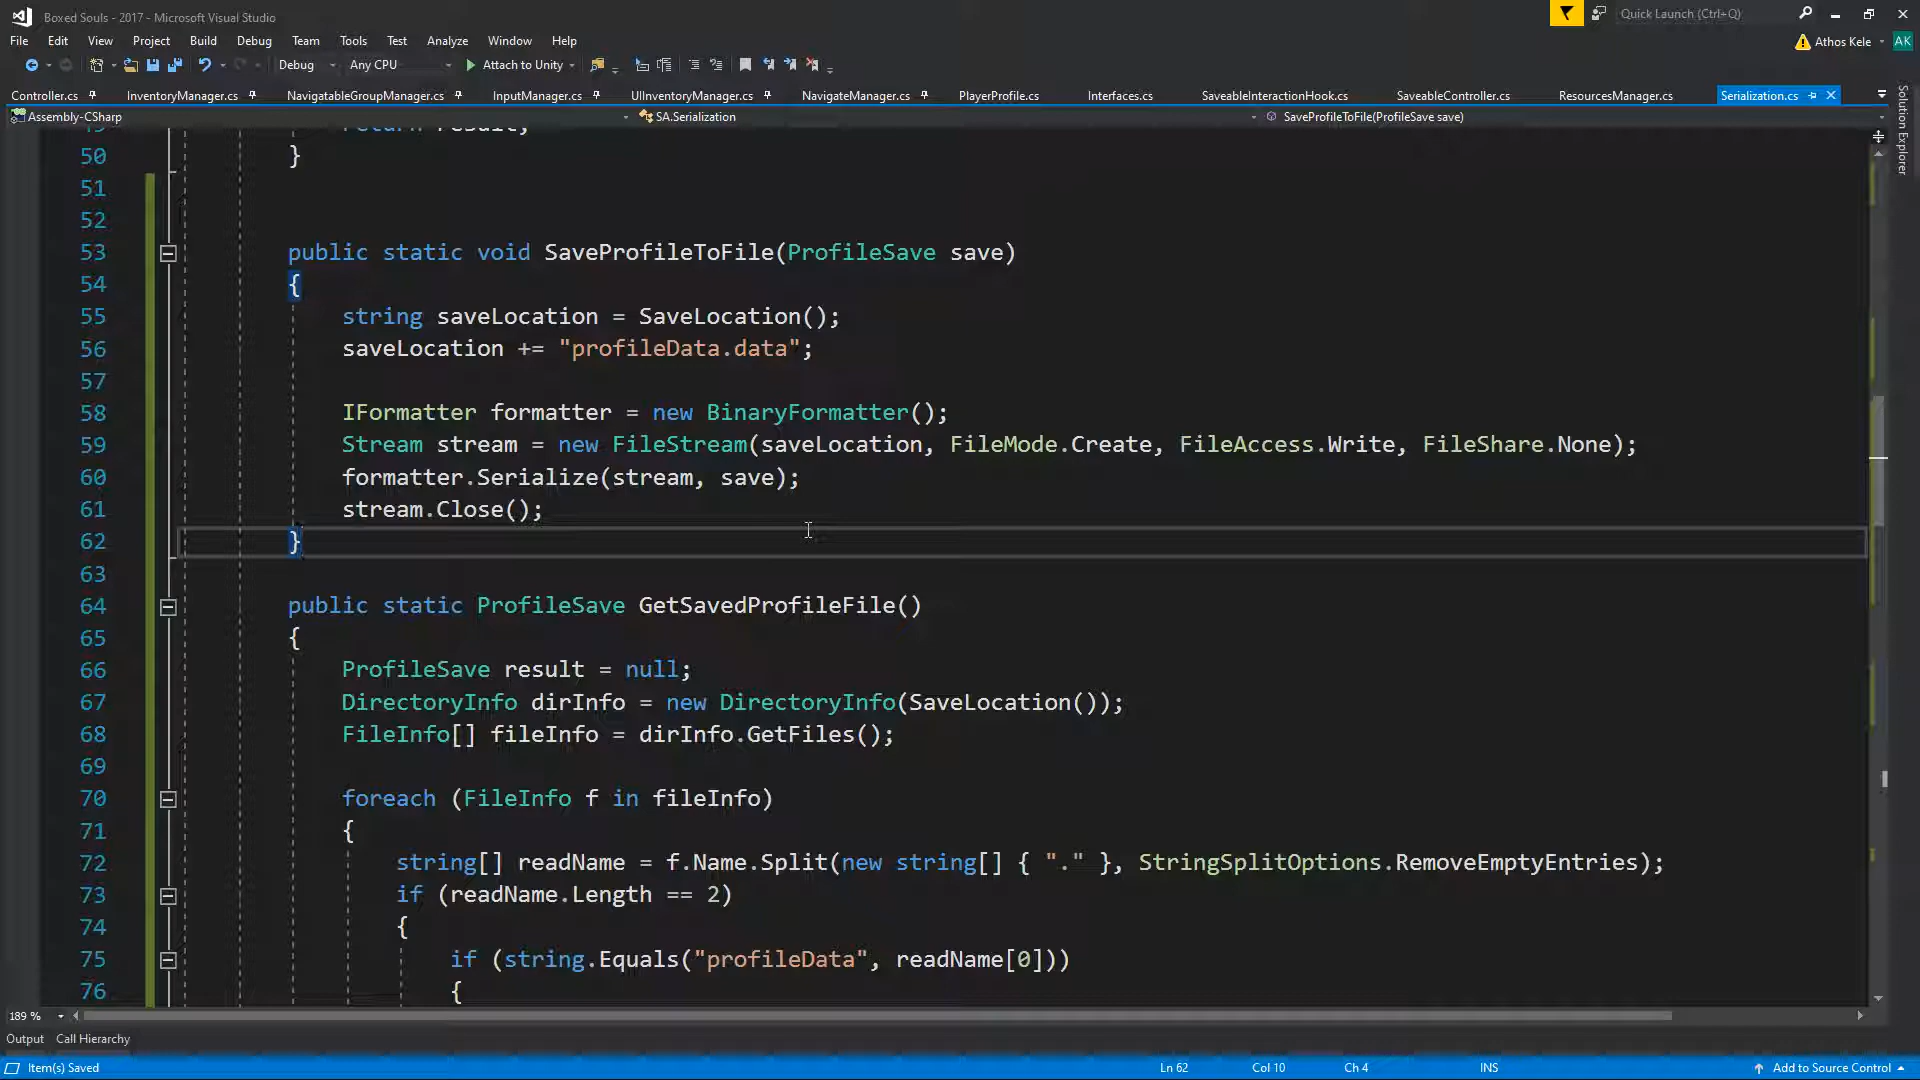 Boxed Souls - 2017 - Microsoft Visual Studio
Quick Launch (Ctrl+Q)
File Edit View Project Build Debug Team Tools Test Analyze Window Help
Athos Kele AK
Debug Any CPU Attach to Unity
Controller.cs InventoryManager.cs NavigatableGroupManager.cs InputManager.cs UIInventoryManager.cs NavigateManager.cs PlayerProfile.cs Interfaces.cs SaveableInteractionHook.cs SaveableController.cs ResourcesManager.cs Serialization.cs
Assembly-CSharp SA.Serialization SaveProfileToFile(ProfileSave save)
Solution Explorer
49 return result;
50 }
51
52
53 public static void SaveProfileToFile(ProfileSave save)
54 {
55 string saveLocation = SaveLocation();
56 saveLocation += "profileData.data";
57
58 IFormatter formatter = new BinaryFormatter();
59 Stream stream = new FileStream(saveLocation, FileMode.Create, FileAccess.Write, FileShare.None);
60 formatter.Serialize(stream, save);
61 stream.Close();
62 }
63
64 public static ProfileSave GetSavedProfileFile()
65 {
66 ProfileSave result = null;
67 DirectoryInfo dirInfo = new DirectoryInfo(SaveLocation());
68 FileInfo[] fileInfo = dirInfo.GetFiles();
69
70 foreach (FileInfo f in fileInfo)
71 {
72 string[] readName = f.Name.Split(new string[] { "." }, StringSplitOptions.RemoveEmptyEntries);
73 if (readName.Length == 2)
74 {
75 if (string.Equals("profileData", readName[0]))
76 {
189 %
Output Call Hierarchy
Item(s) Saved Ln 62 Col 10 Ch 4 INS Add to Source Control